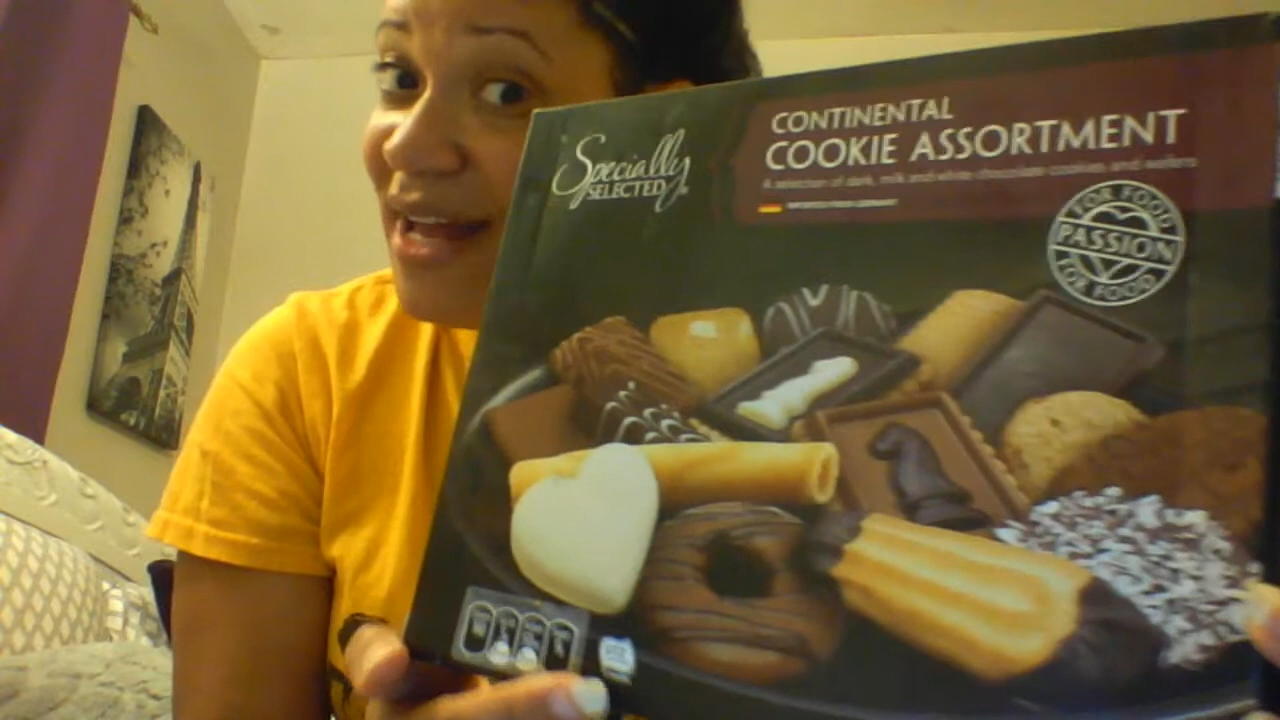 Specially
SELECTED
CONTINENTAL
COOKIE ASSORTMENT
A selection of dark, milk and white chocolate cookies and wafers
FOR FOOD
PASSION
FOR FOOD